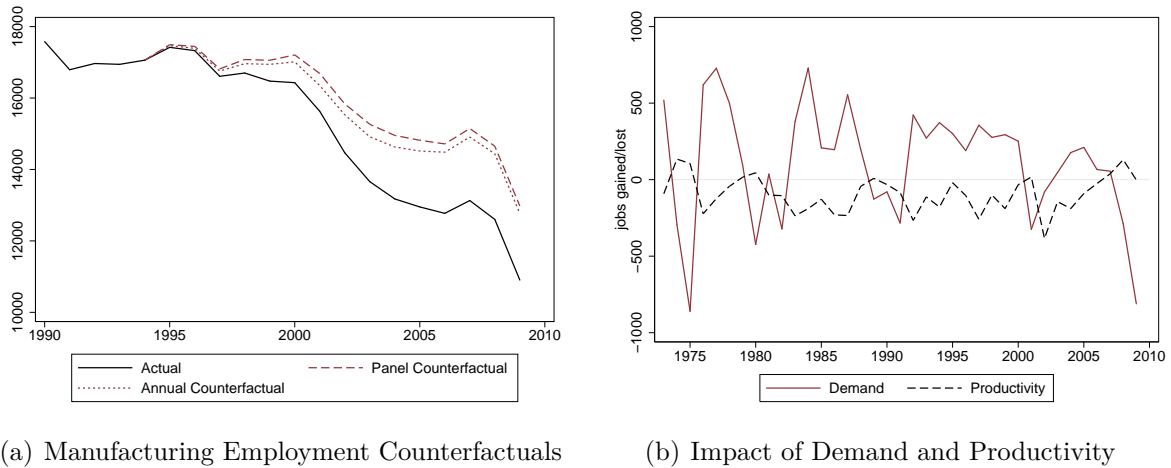 18000
16000
14000
12000
10000
1990 1995 2000 2005 2010
Actual Panel Counterfactual
Annual Counterfactual
(a) Manufacturing Employment Counterfactuals
1000
500
0
−500
−1000
jobs gained/lost
1975 1980 1985 1990 1995 2000 2005 2010
Demand Productivity
(b) Impact of Demand and Productivity